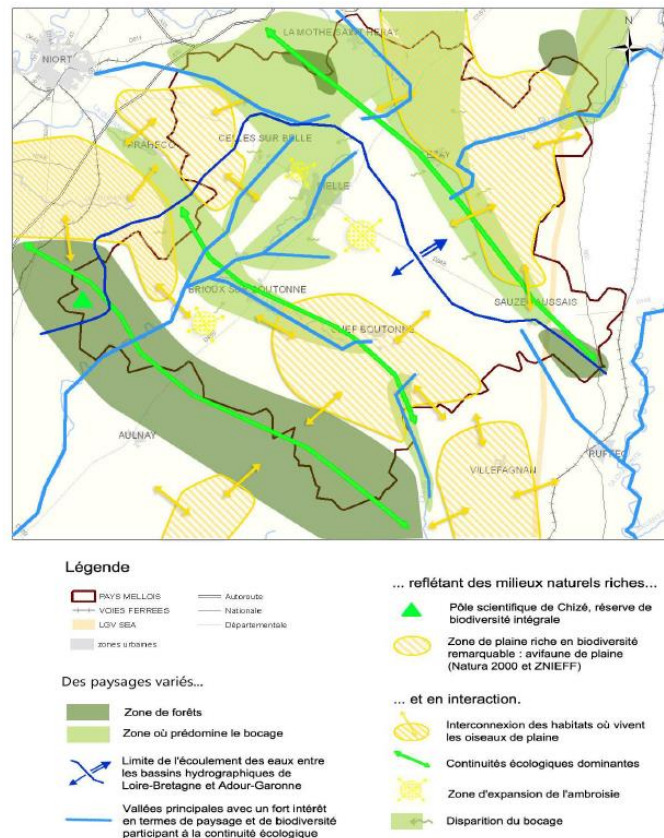 N
NIORT
LA MOTHE SAINT HERAY
CELLES SUR BELLE
PRAHECQ
LEZAY
MELLE
BRIOUX SUR BOUTONNE
SAUZE VAUSSAIS
CHEF BOUTONNE
AULNAY
VILLEFAGNAN
RUFFEC
Légende
PAYS MELLOIS
VOIES FERREES
LGV SEA
zones urbaines
Autoroute
Nationale
Départementale
Des paysages variés...
Zone de forêts
Zone où prédomine le bocage
Limite de l'écoulement des eaux entre
les bassins hydrographiques de
Loire-Bretagne et Adour-Garonne
Vallées principales avec un fort intérêt
en termes de paysage et de biodiversité
participant à la continuité écologique
... reflétant des milieux naturels riches...
Pôle scientifique de Chizé, réserve de
biodiversité intégrale
Zone de plaine riche en biodiversité
remarquable : avifaune de plaine
(Natura 2000 et ZNIEFF)
... et en interaction.
Interconnexion des habitats où vivent
les oiseaux de plaine
Continuités écologiques dominantes
Zone d'expansion de l'ambroisie
Disparition du bocage